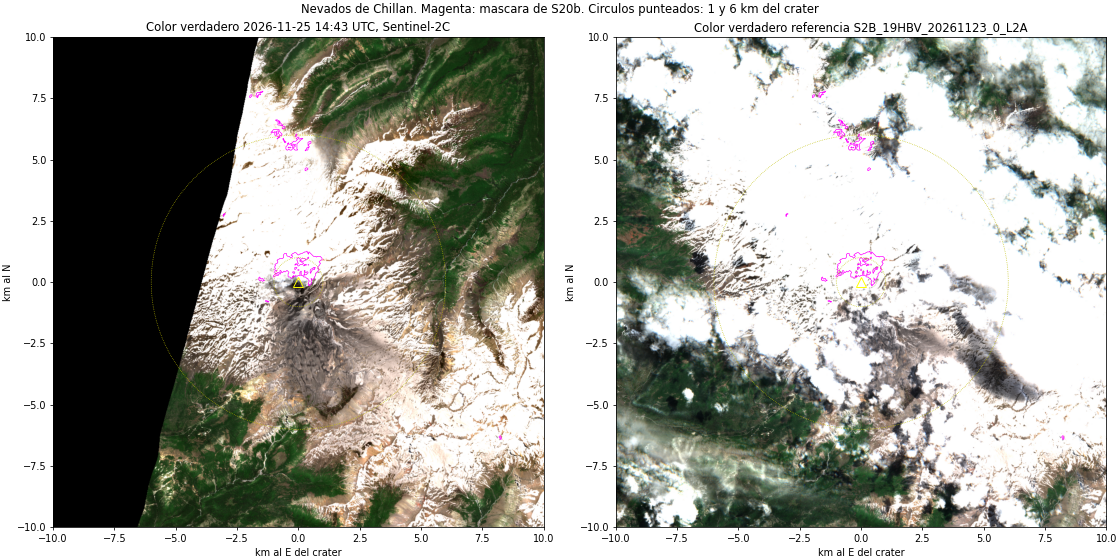 Nevados de Chillan. Magenta: mascara de S20b. Circulos punteados: 1 y 6 km del crater
Color verdadero 2026-11-25 14:43 UTC, Sentinel-2C
10.0
7.5
5.0
2.5
0.0
−2.5
−5.0
−7.5
−10.0
km al N
−10.0 −7.5 −5.0 −2.5 0.0 2.5 5.0 7.5 10.0
km al E del crater
Color verdadero referencia S2B_19HBV_20261123_0_L2A
10.0
7.5
5.0
2.5
0.0
−2.5
−5.0
−7.5
−10.0
km al N
−10.0 −7.5 −5.0 −2.5 0.0 2.5 5.0 7.5 10.0
km al E del crater